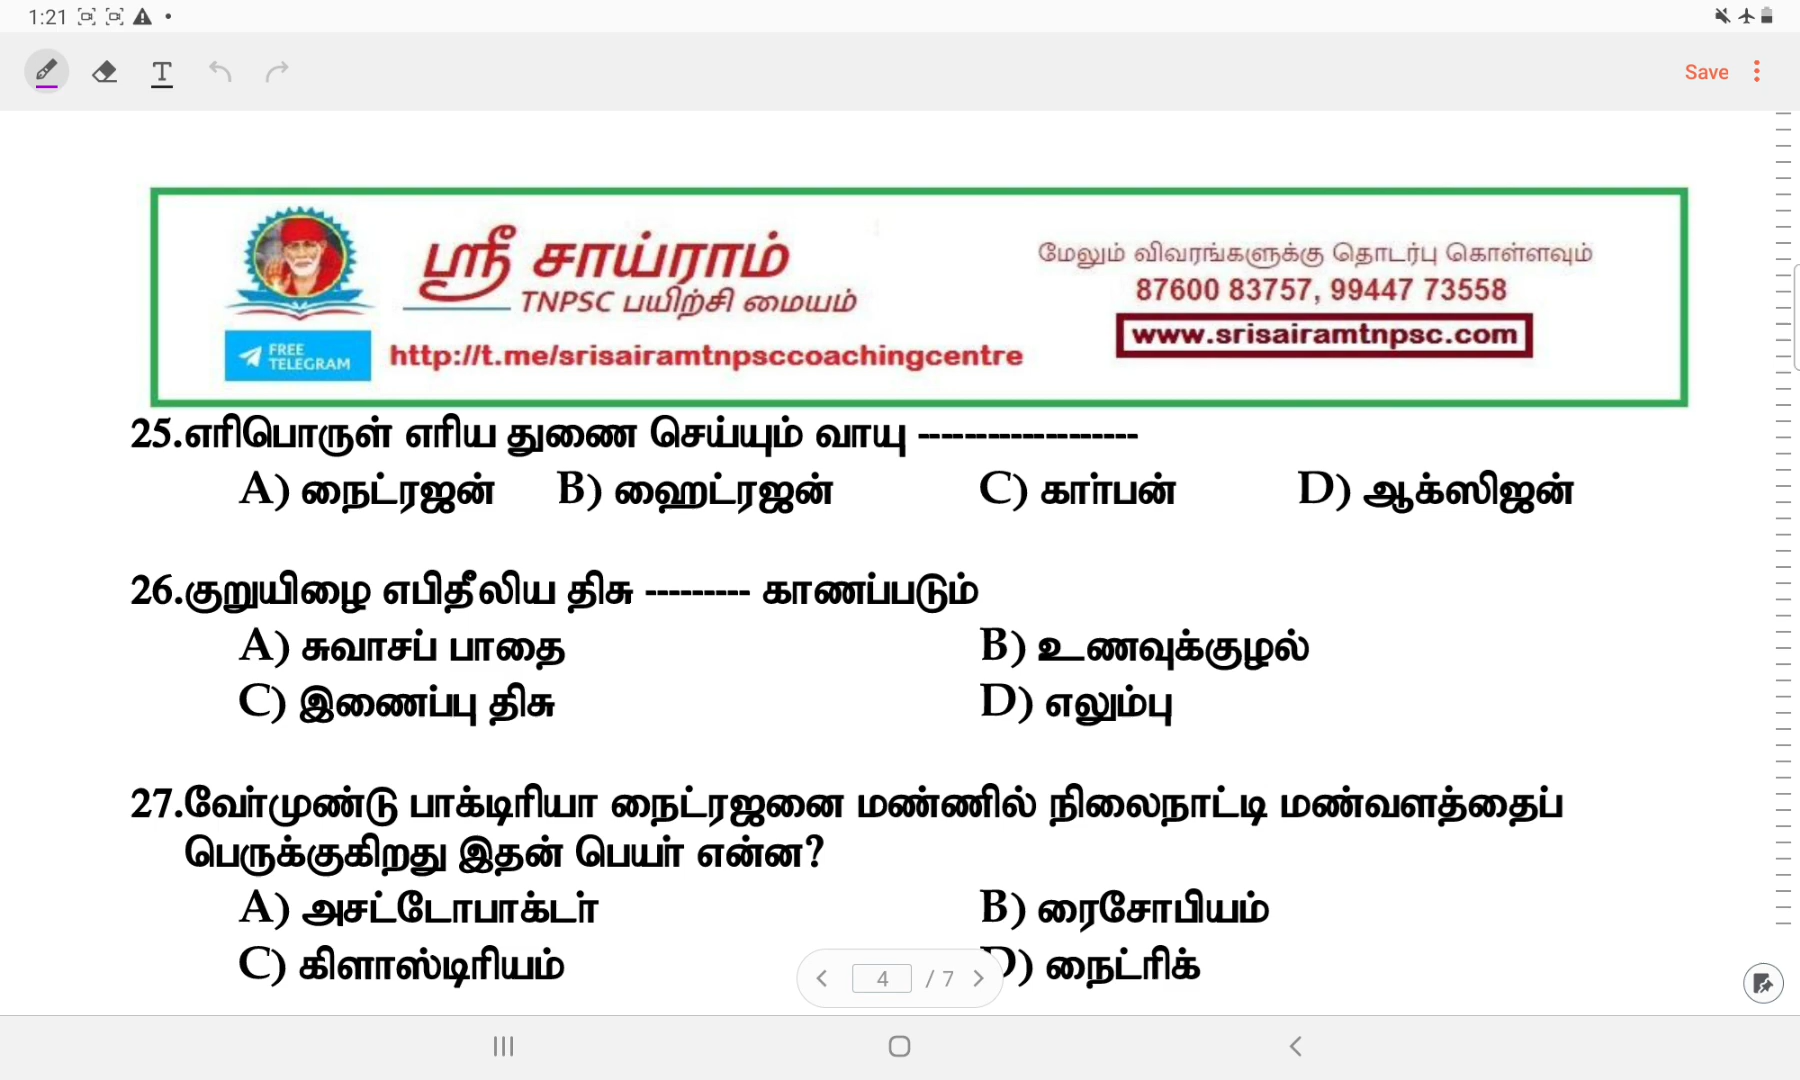 1:21
Save
ஸ்ரீ சாய்ராம்
TNPSC பயிற்சி மையம்
FREE
TELEGRAM
http://t.me/srisairamtnpsccoachingcentre
மேலும் விவரங்களுக்கு தொடர்பு கொள்ளவும்
87600 83757, 99447 73558
www.srisairamtnpsc.com
25.எரிபொருள் எரிய துணை செய்யும் வாயு -------------------
A) நைட்ரஜன் B) ஹைட்ரஜன் C) கார்பன் D) ஆக்ஸிஜன்
26.குறுயிழை எபிதீலிய திசு --------- காணப்படும்
A) சுவாசப் பாதை B) உணவுக்குழல்
C) இணைப்பு திசு D) எலும்பு
27.வேர்முண்டு பாக்டிரியா நைட்ரஜனை மண்ணில் நிலைநாட்டி மண்வளத்தைப்
பெருக்குகிறது இதன் பெயர் என்ன?
A) அசட்டோபாக்டர் B) ரைசோபியம்
C) கிளாஸ்டிரியம் D) நைட்ரிக்
4 / 7